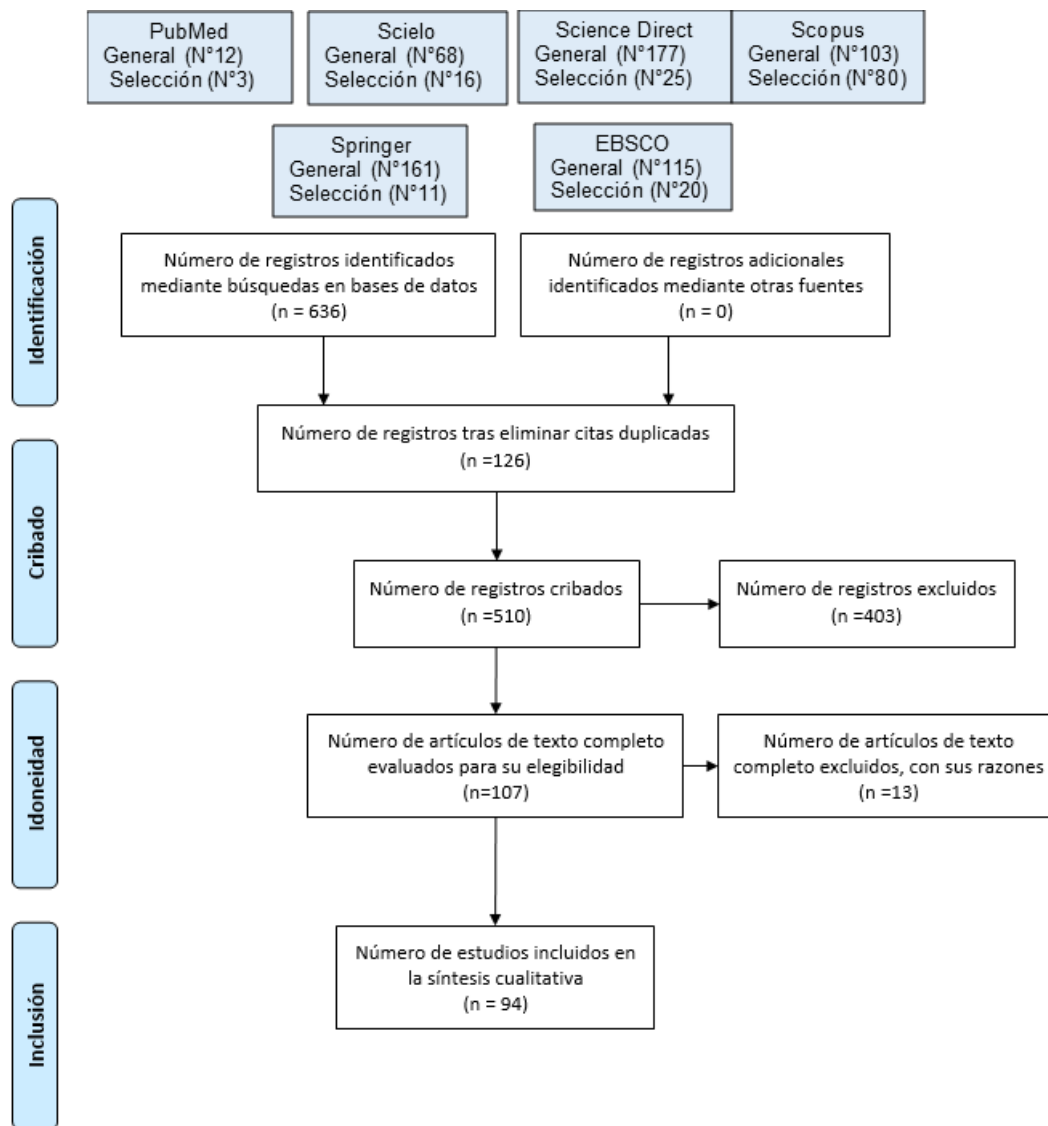 PubMed
General (N°12)
Selección (N°3)
Scielo
General (N°68)
Selección (N°16)
Science Direct
General (N°177)
Selección (N°25)
Scopus
General (N°103)
Selección (N°80)
Springer
General (N°161)
Selección (N°11)
EBSCO
General (N°115)
Selección (N°20)
Identificación
Número de registros identificados
mediante búsquedas en bases de datos
(n = 636)
Número de registros adicionales
identificados mediante otras fuentes
(n = 0)
Número de registros tras eliminar citas duplicadas
(n =126)
Cribado
Número de registros cribados
(n =510)
Número de registros excluidos
(n =403)
Idoneidad
Número de artículos de texto completo
evaluados para su elegibilidad
(n=107)
Número de artículos de texto
completo excluidos, con sus razones
(n =13)
Inclusión
Número de estudios incluidos en
la síntesis cualitativa
(n = 94)